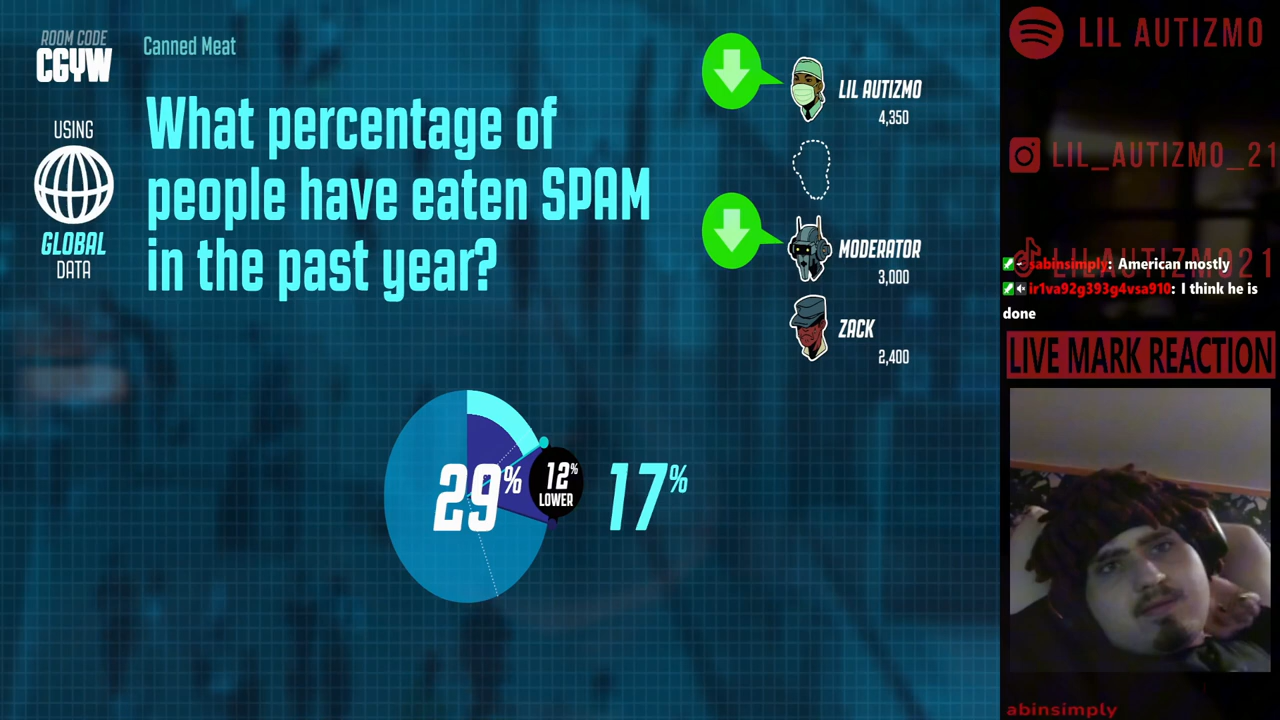 ROOM CODE
CGYW
Canned Meat
What percentage of
people have eaten SPAM
in the past year?
USING
GLOBAL
DATA
LIL AUTIZMO
4,350
MODERATOR
3,000
ZACK
2,400
29%
12%
LOWER
17%
LIL AUTIZMO
LIL_AUTIZMO_21
LILAUTIZMO21
sabinsimply: American mostly
ir1va92g393g4vsa910: I think he is
done
LIVE MARK REACTION
abinsimply